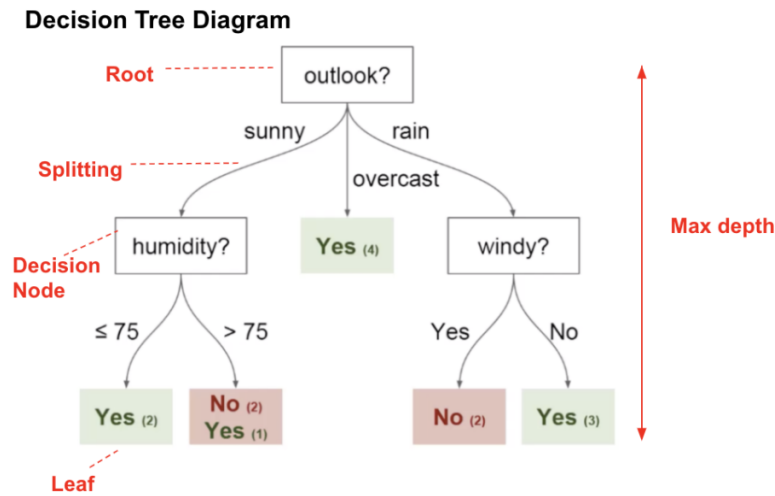 Decision Tree Diagram
Root
outlook?
sunny
rain
Splitting
overcast
humidity?
Yes (4)
windy?
Max depth
Decision
Node
≤ 75
> 75
Yes
No
Yes (2)
No (2)
Yes (1)
No (2)
Yes (3)
Leaf